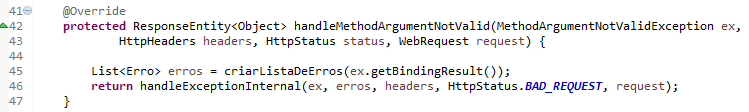 41 @Override
42 protected ResponseEntity<Object> handleMethodArgumentNotValid(MethodArgumentNotValidException ex,
43 HttpHeaders headers, HttpStatus status, WebRequest request) {
44
45 List<Erro> erros = criarListaDeErros(ex.getBindingResult());
46 return handleExceptionInternal(ex, erros, headers, HttpStatus.BAD_REQUEST, request);
47 }